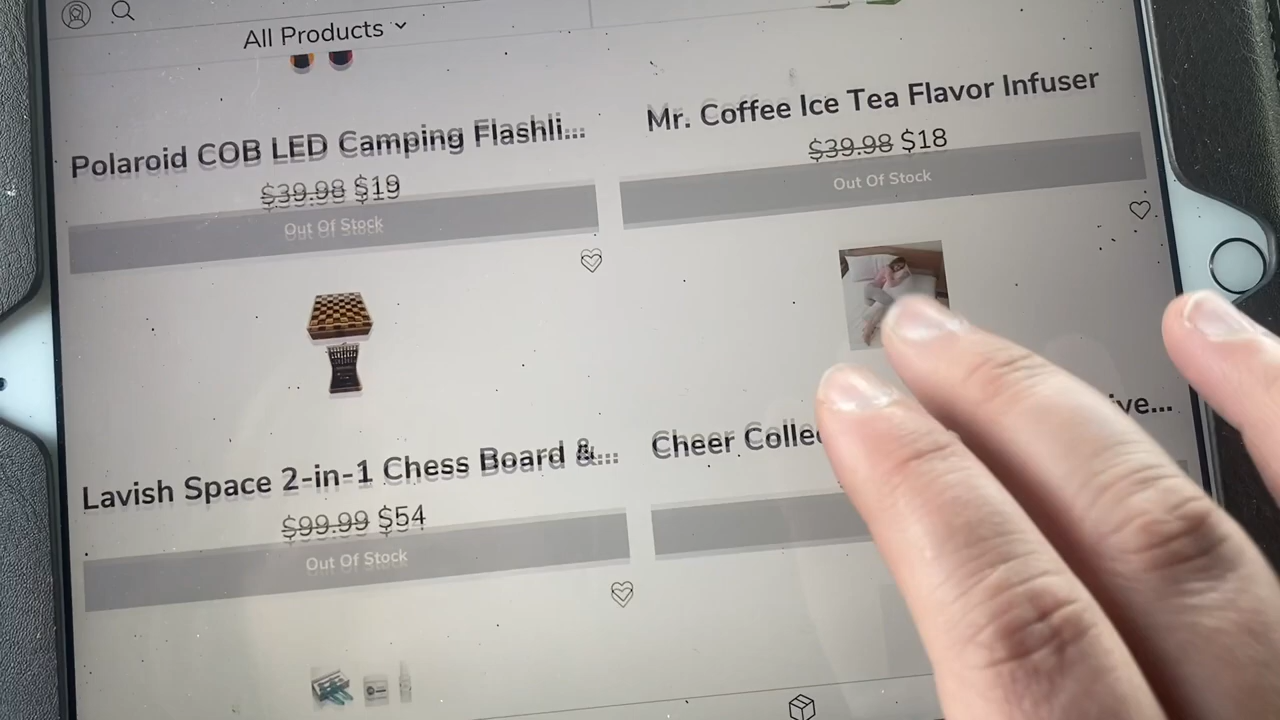 All Products
Polaroid COB LED Camping Flashli...
$39.98 $19
Out Of Stock
Mr. Coffee Ice Tea Flavor Infuser
$39.98 $18
Out Of Stock
Lavish Space 2-in-1 Chess Board &...
$99.99 $54
Out Of Stock
Cheer